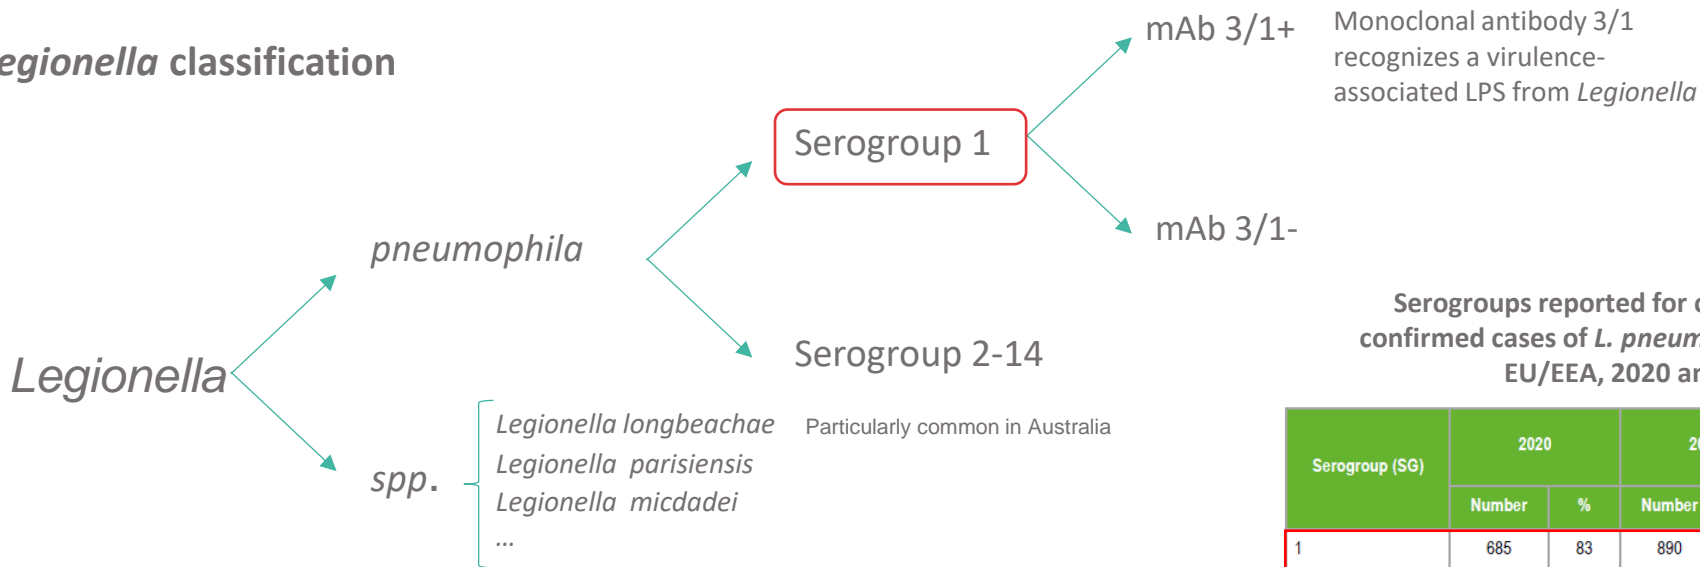 egionella classification
mAb 3/1+
Monoclonal antibody 3/1
recognizes a virulence-
associated LPS from Legionella
Serogroup 1
mAb 3/1-
pneumophila
Serogroup 2-14
Legionella
spp.
Legionella longbeachae
Particularly common in Australia
Legionella parisiensis
Legionella micdadei
...
Serogroups reported for
confirmed cases of L. pneum
EU/EEA, 2020
Serogroup (SG)
2020
Number
%
Number
1
685
83
890